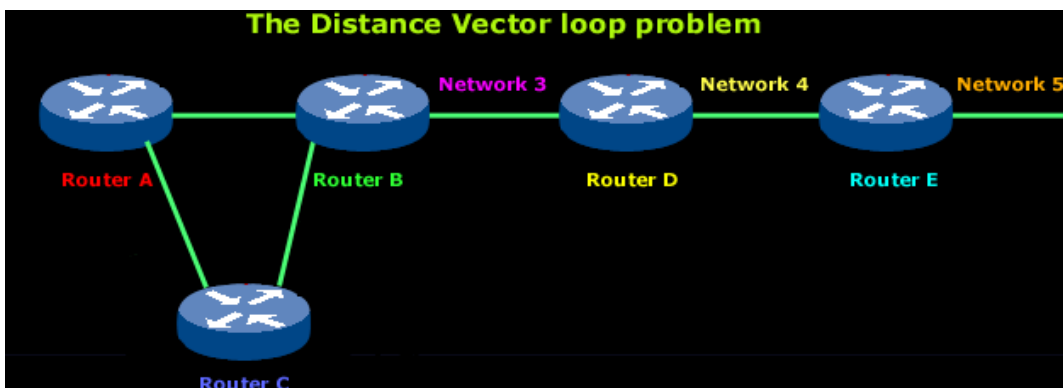 The Distance Vector loop problem
Network 3
Network 4
Network 5
Router A
Router B
Router D
Router E
Router C